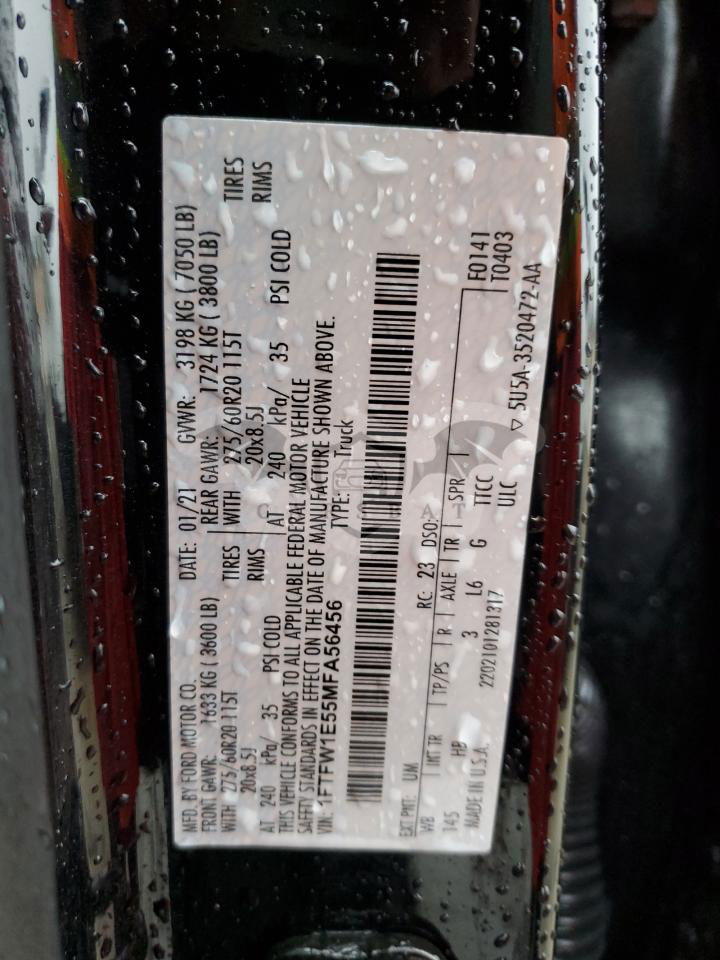 MFD. BY FORD MOTOR CO.
DATE: 01/21 GVWR: 3198 KG ( 7050 LB)
FRONT GAWR: 1633 KG ( 3600 LB)
REAR GAWR: 1724 KG ( 3800 LB)
WITH 275/60R20 115T TIRES
WITH 275/60R20 115T TIRES
20x8.5J RIMS
20x8.5J RIMS
AT 240 kPa/ 35 PSI COLD
AT 240 kPa/ 35 PSI COLD
THIS VEHICLE CONFORMS TO ALL APPLICABLE FEDERAL MOTOR VEHICLE
SAFETY STANDARDS IN EFFECT ON THE DATE OF MANUFACTURE SHOWN ABOVE.
VIN: 1FTFW1E55MFA56456 TYPE: Truck
EXT PNT: UM RC: 23 DSO: F0141
T0403
WB INT TR TP/PS R AXLE TR SPR
145 HB 3 L6 G TTCC
MADE IN U.S.A. 2202101281317 ULC ▽ 5U5A-3520472-AA